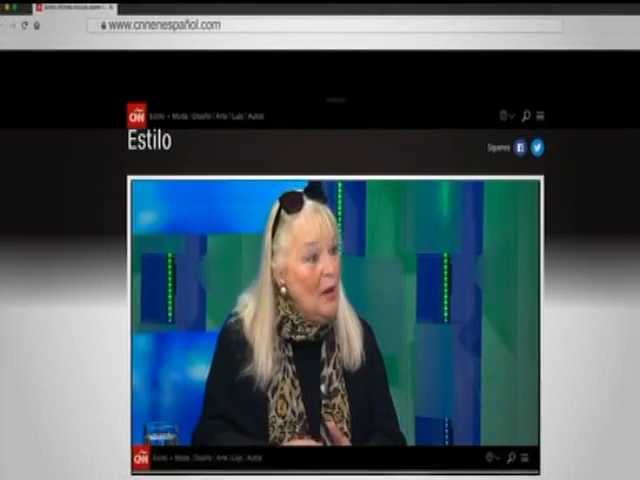 www.cnnenespañol.com
CNN Estilo + Moda | Diseño | Arte | Lujo | Autos
Estilo
Síguenos
CNN Estilo + Moda | Diseño | Arte | Lujo | Autos